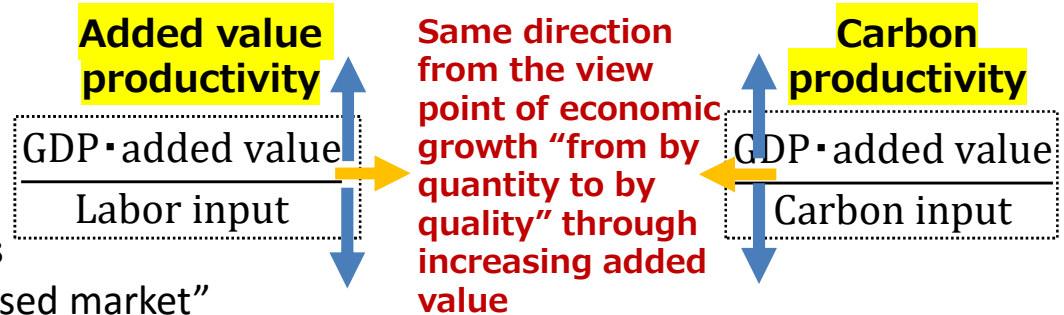 Added value
productivity
GDP・added value
Labor input
s
sed market”
Same direction
from the view
point of economic
growth “from by
quantity to by
quality” through
increasing added
value
Carbon
productivity
GDP・added value
Carbon input